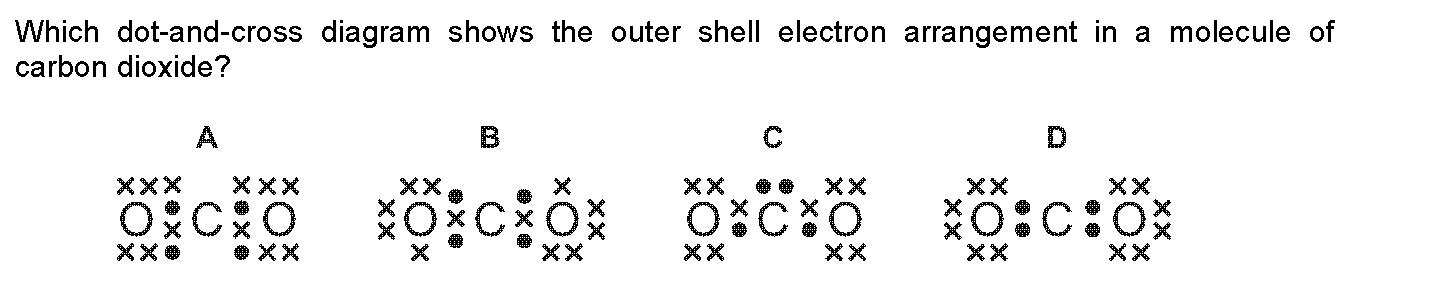 Which dot-and-cross diagram shows the outer shell electron arrangement in a molecule of
carbon dioxide?
A B C D
O C O O C O O C O O C O